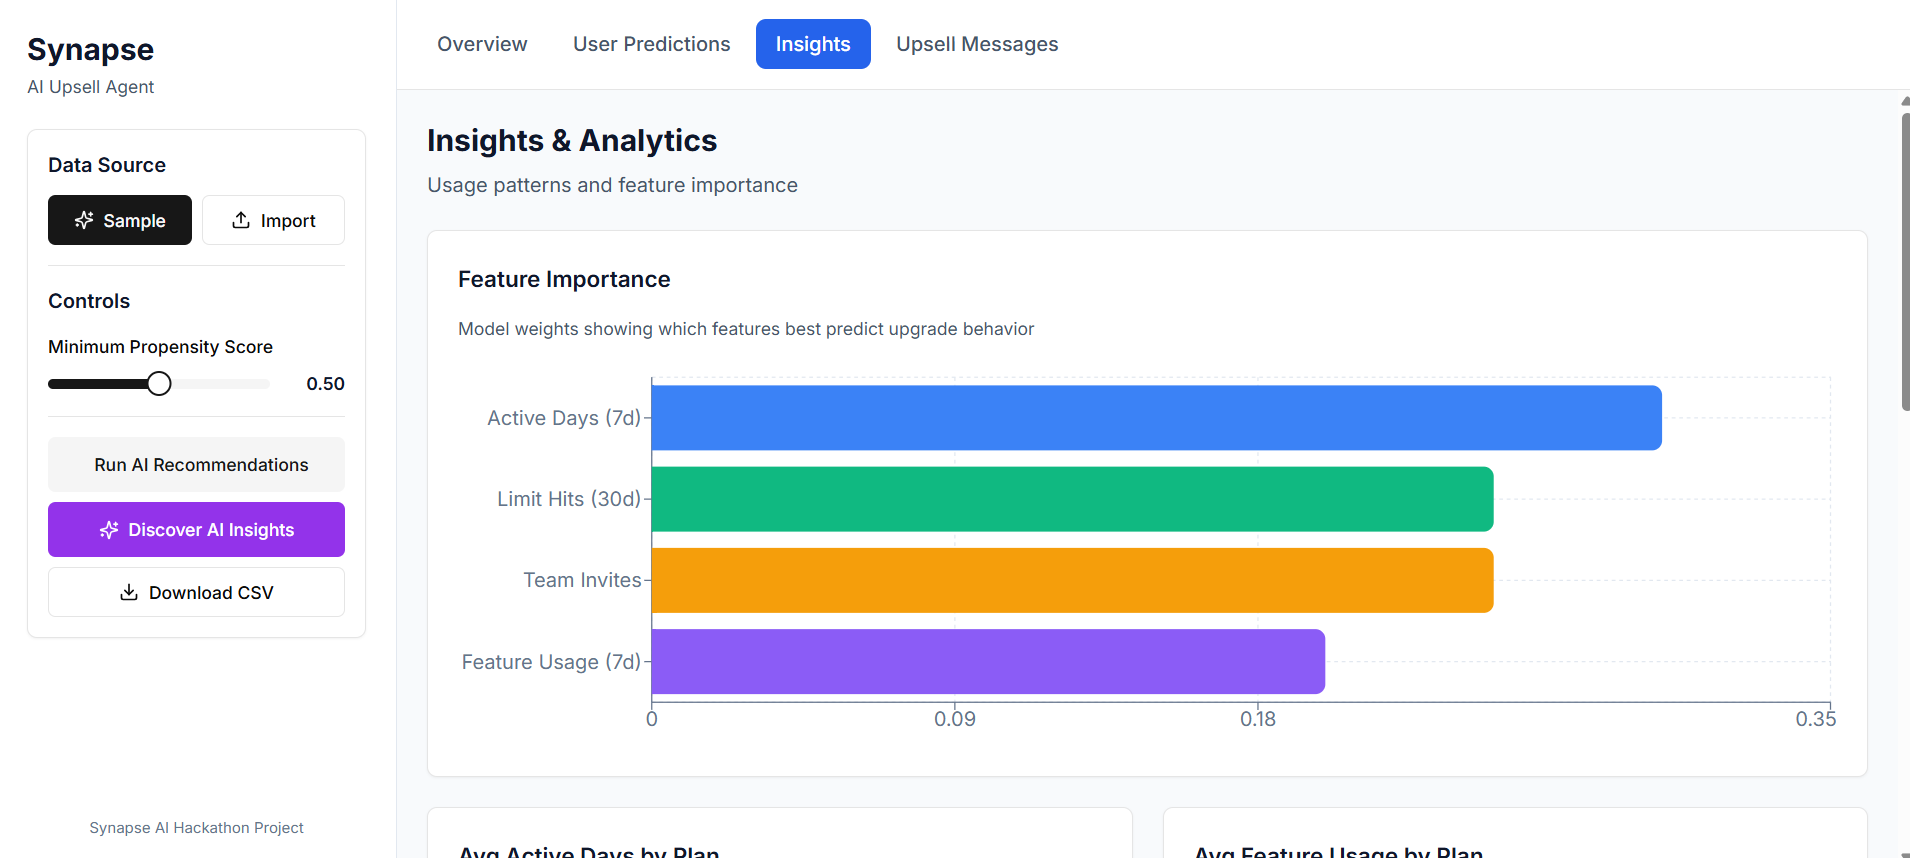 Synapse
AI Upsell Agent
Data Source
Sample
Import
Controls
Minimum Propensity Score
0.50
Run AI Recommendations
Discover AI Insights
Download CSV
Synapse AI Hackathon Project
Overview
User Predictions
Insights
Upsell Messages
Insights & Analytics
Usage patterns and feature importance
Feature Importance
Model weights showing which features best predict upgrade behavior
Active Days (7d)
Limit Hits (30d)
Team Invites
Feature Usage (7d)
0
0.09
0.18
0.35
Avg Active Days by Plan
Avg Feature Usage by Plan